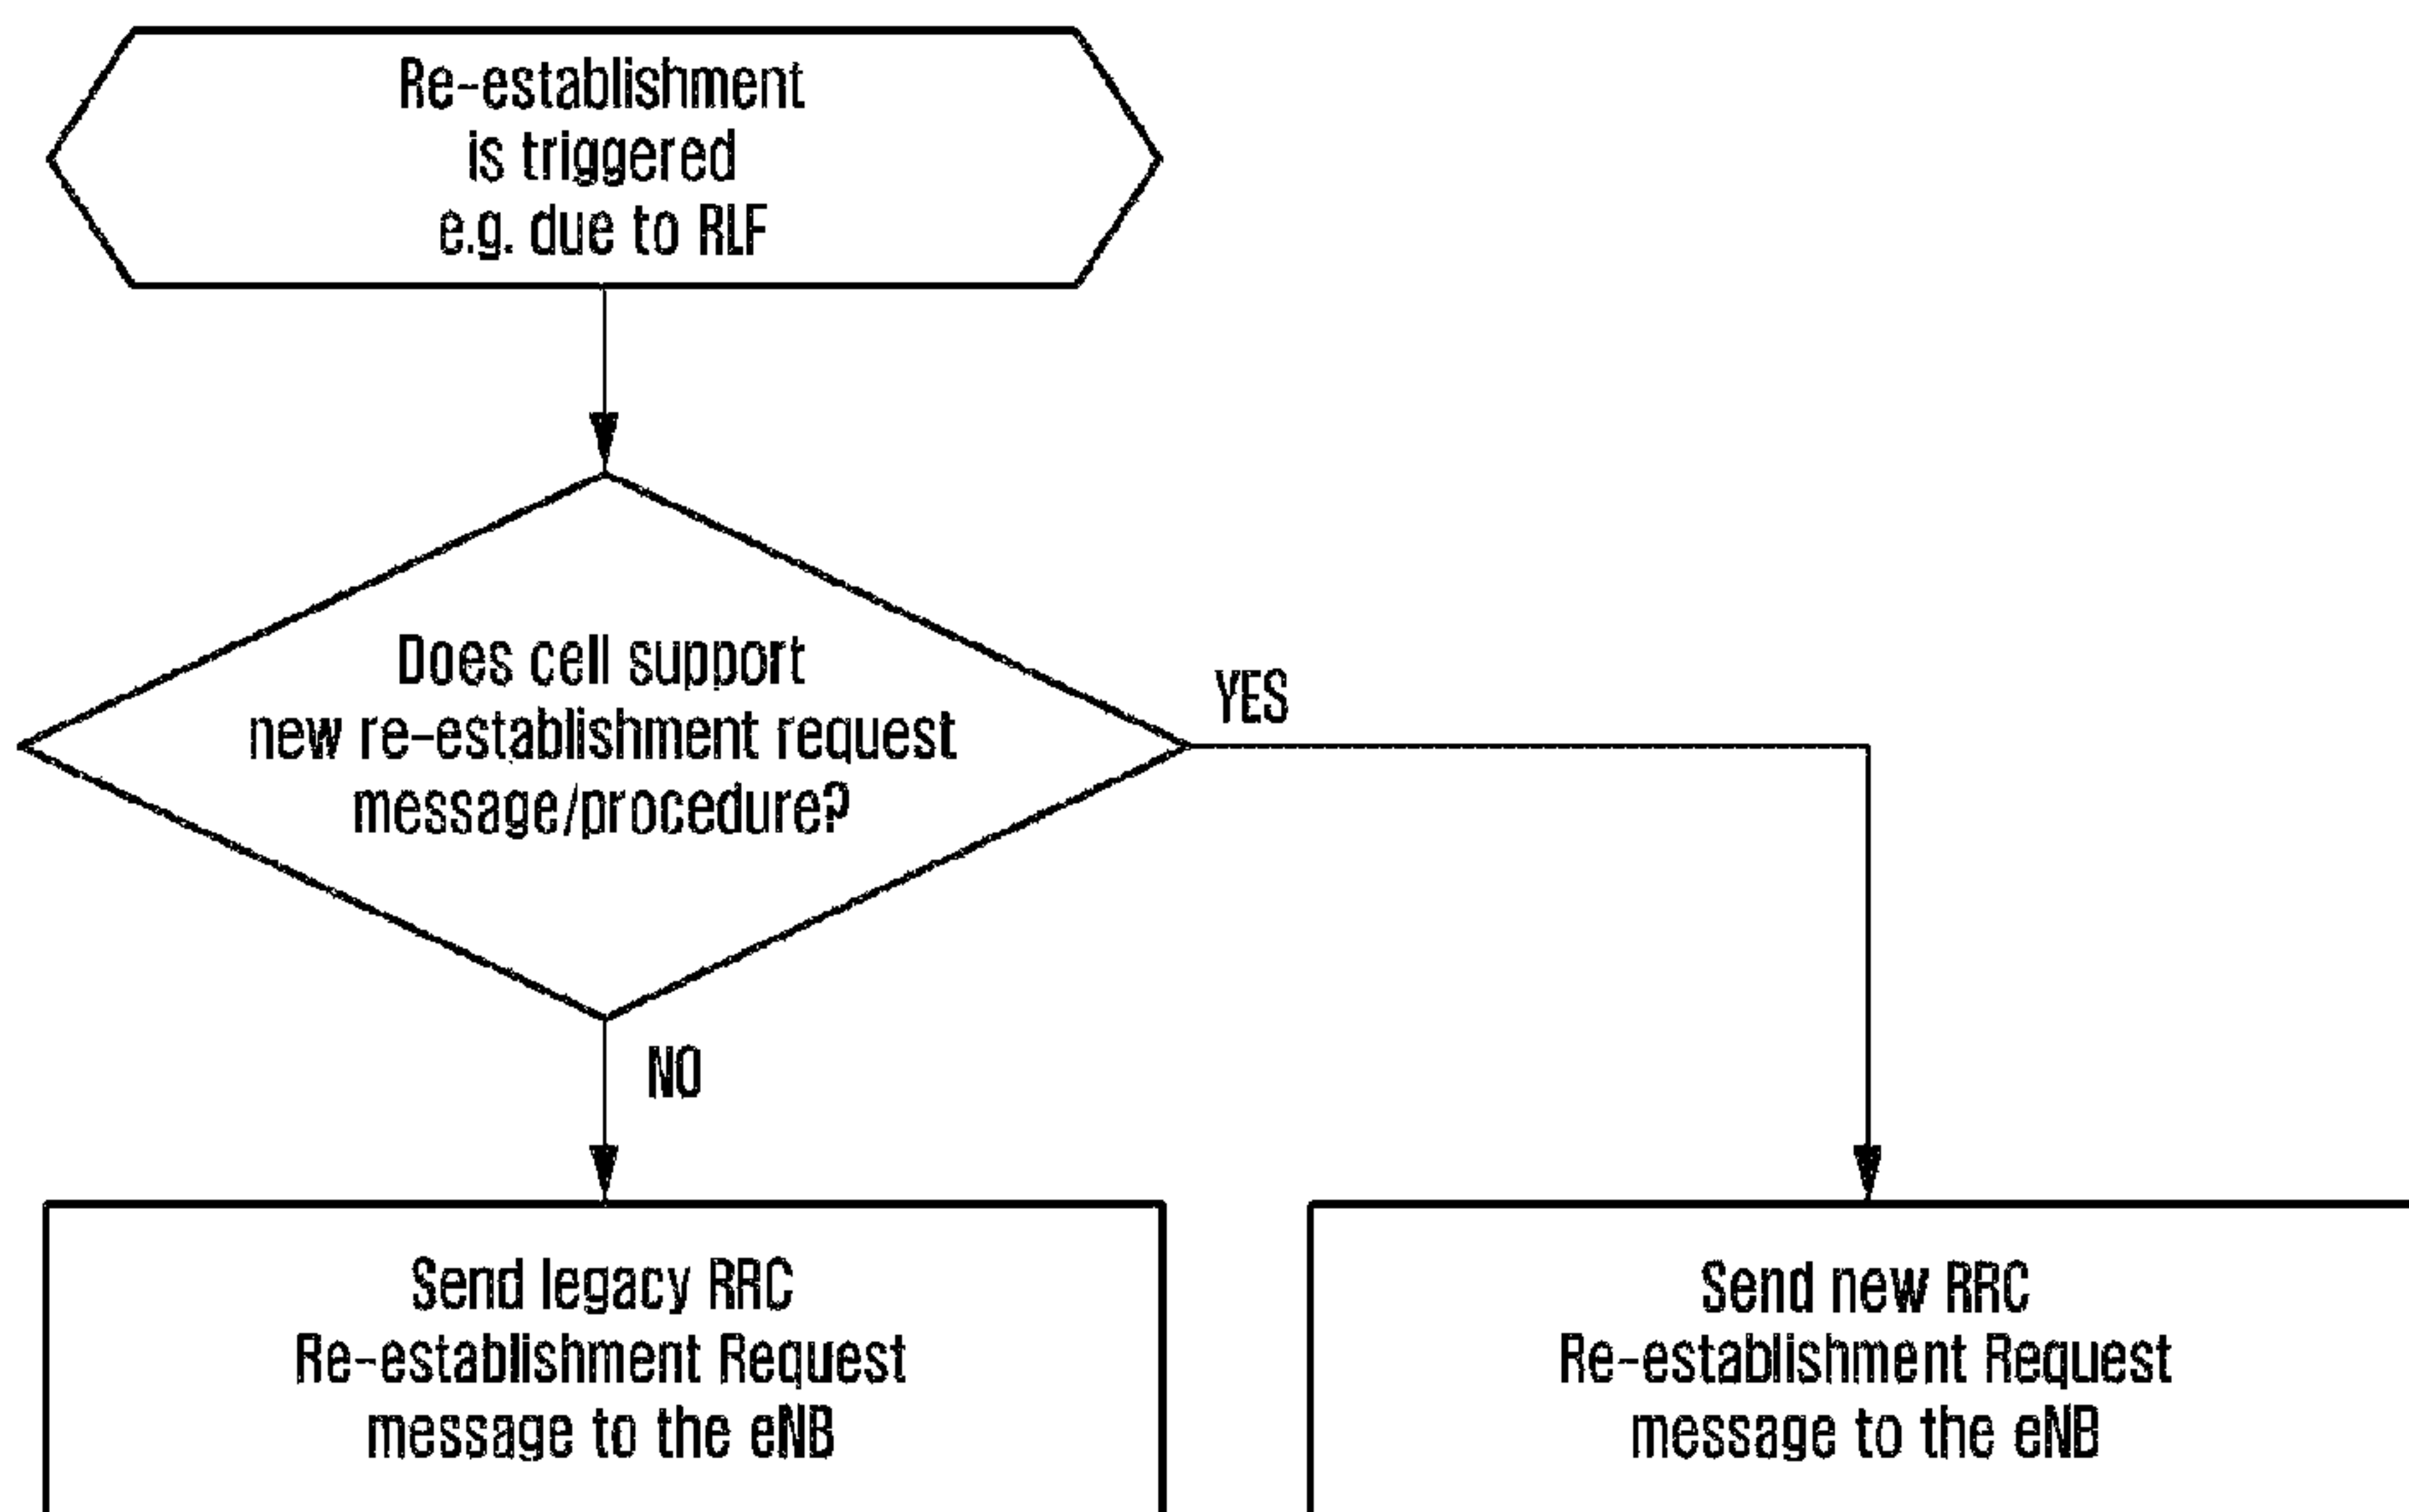 Re-establishment
is triggered
e.g. due to RLF
Does cell support
new re-establishment request
message/procedure?
YES
NO
Send legacy RRC
Re-establishment Request
message to the eNB
Send new RRC
Re-establishment Request
message to the eNB